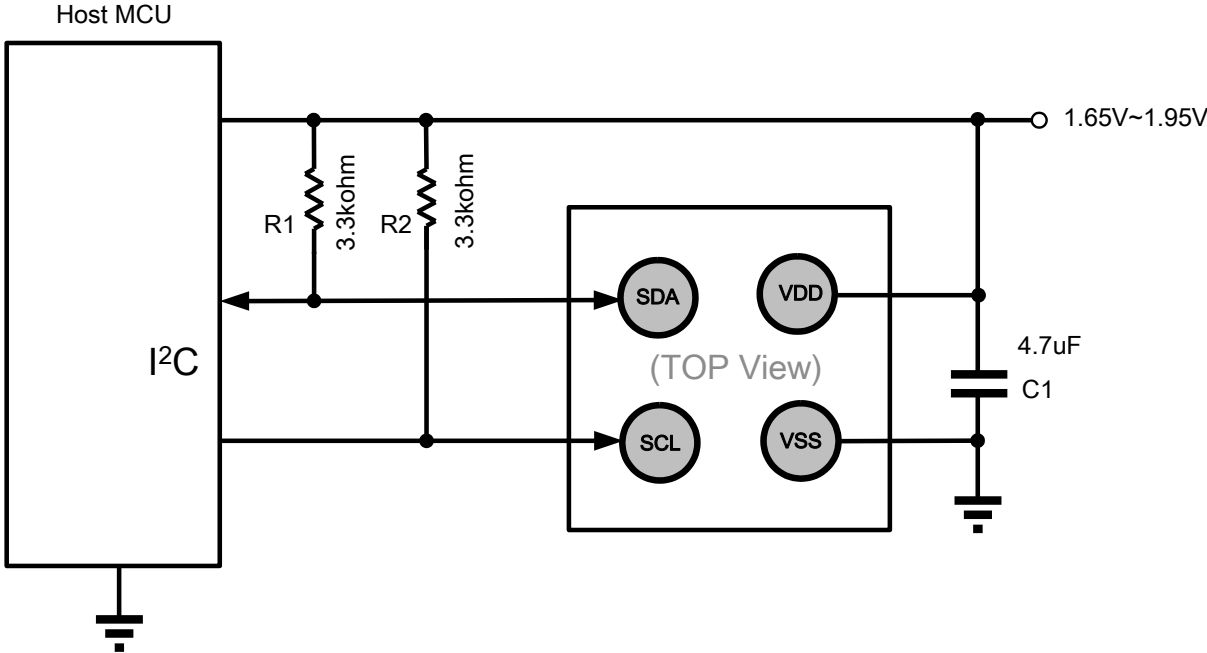 Host MCU
1.65V~1.95V
R1
3.3kohm
R2
3.3kohm
SDA
VDD
(TOP View)
4.7uF
C1
I²C
SCL
VSS